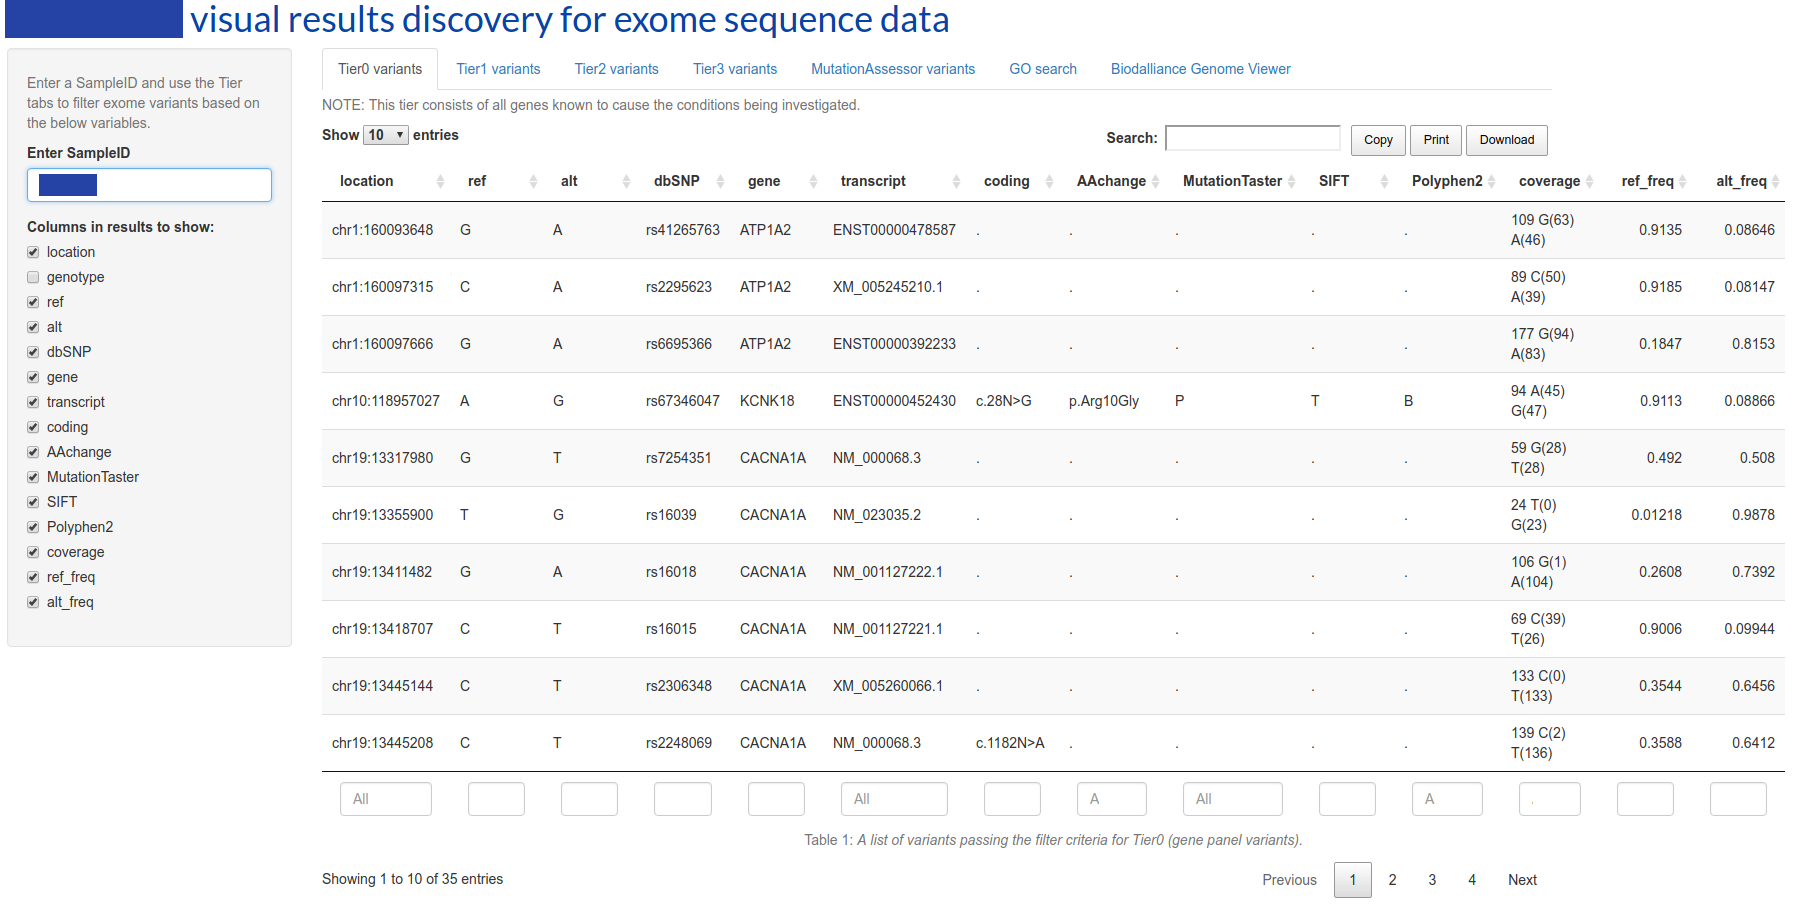 visual results discovery for exome sequence data
Enter a SampleID and use the Tier
tabs to filter exome variants based on
the below variables.
Enter SampleID
Columns in results to show:
location
genotype
ref
alt
dbSNP
gene
transcript
coding
AAchange
MutationTaster
SIFT
Polyphen2
coverage
ref_freq
alt_freq
Tier0 variants Tier1 variants Tier2 variants Tier3 variants MutationAssessor variants GO search Biodalliance Genome Viewer
NOTE: This tier consists of all genes known to cause the conditions being investigated.
Show 10 entries Search: Copy Print Download
location ref alt dbSNP gene transcript coding AAchange MutationTaster SIFT Polyphen2 coverage ref_freq alt_freq
chr1:160093648 G A rs41265763 ATP1A2 ENST00000478587 . . . . . 109 G(63) 0.9135 0.08646
A(46)
chr1:160097315 C A rs2295623 ATP1A2 XM_005245210.1 . . . . . 89 C(50) 0.9185 0.08147
A(39)
chr1:160097666 G A rs6695366 ATP1A2 ENST00000392233 . . . . . 177 G(94) 0.1847 0.8153
A(83)
chr10:118957027 A G rs67346047 KCNK18 ENST00000452430 c.28N>G p.Arg10Gly P T B 94 A(45) 0.9113 0.08866
G(47)
chr19:13317980 G T rs7254351 CACNA1A NM_000068.3 . . . . . 59 G(28) 0.492 0.508
T(28)
chr19:13355900 T G rs16039 CACNA1A NM_023035.2 . . . . . 24 T(0) 0.01218 0.9878
G(23)
chr19:13411482 G A rs16018 CACNA1A NM_001127222.1 . . . . . 106 G(1) 0.2608 0.7392
A(104)
chr19:13418707 C T rs16015 CACNA1A NM_001127221.1 . . . . . 69 C(39) 0.9006 0.09944
T(26)
chr19:13445144 C T rs2306348 CACNA1A XM_005260066.1 . . . . . 133 C(0) 0.3544 0.6456
T(133)
chr19:13445208 C T rs2248069 CACNA1A NM_000068.3 c.1182N>A . . . . 139 C(2) 0.3588 0.6412
T(136)
All All A All A .
Table 1: A list of variants passing the filter criteria for Tier0 (gene panel variants).
Showing 1 to 10 of 35 entries Previous 1 2 3 4 Next